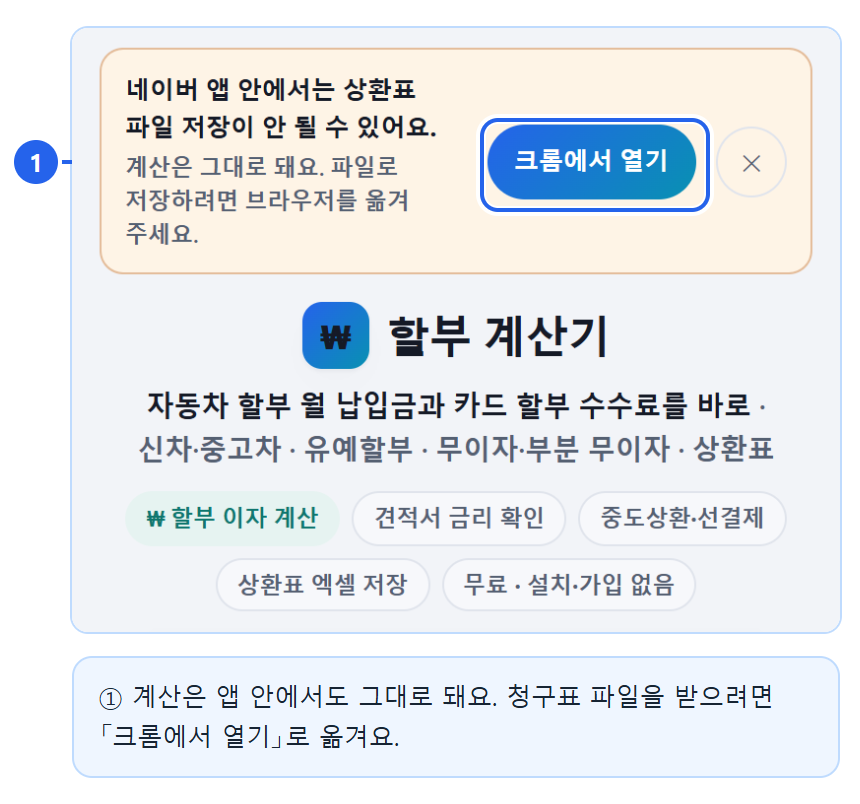 네이버 앱 안에서는 상환표
파일 저장이 안 될 수 있어요.
계산은 그대로 돼요. 파일로
저장하려면 브라우저를 옮겨
주세요.
크롬에서 열기
×
1
₩ 할부 계산기
자동차 할부 월 납입금과 카드 할부 수수료를 바로 ·
신차·중고차 · 유예할부 · 무이자·부분 무이자 · 상환표
₩ 할부 이자 계산
견적서 금리 확인
중도상환·선결제
상환표 엑셀 저장
무료 · 설치·가입 없음
① 계산은 앱 안에서도 그대로 돼요. 청구표 파일을 받으려면
「크롬에서 열기」로 옮겨요.